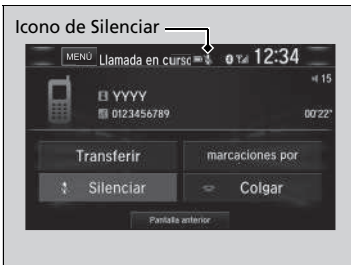 Icono de Silenciar
MENÚ Llamada en curso 12:34
15
YYYY
0123456789 00'22"
Transferir marcaciones por
Silenciar Colgar
Pantalla anterior